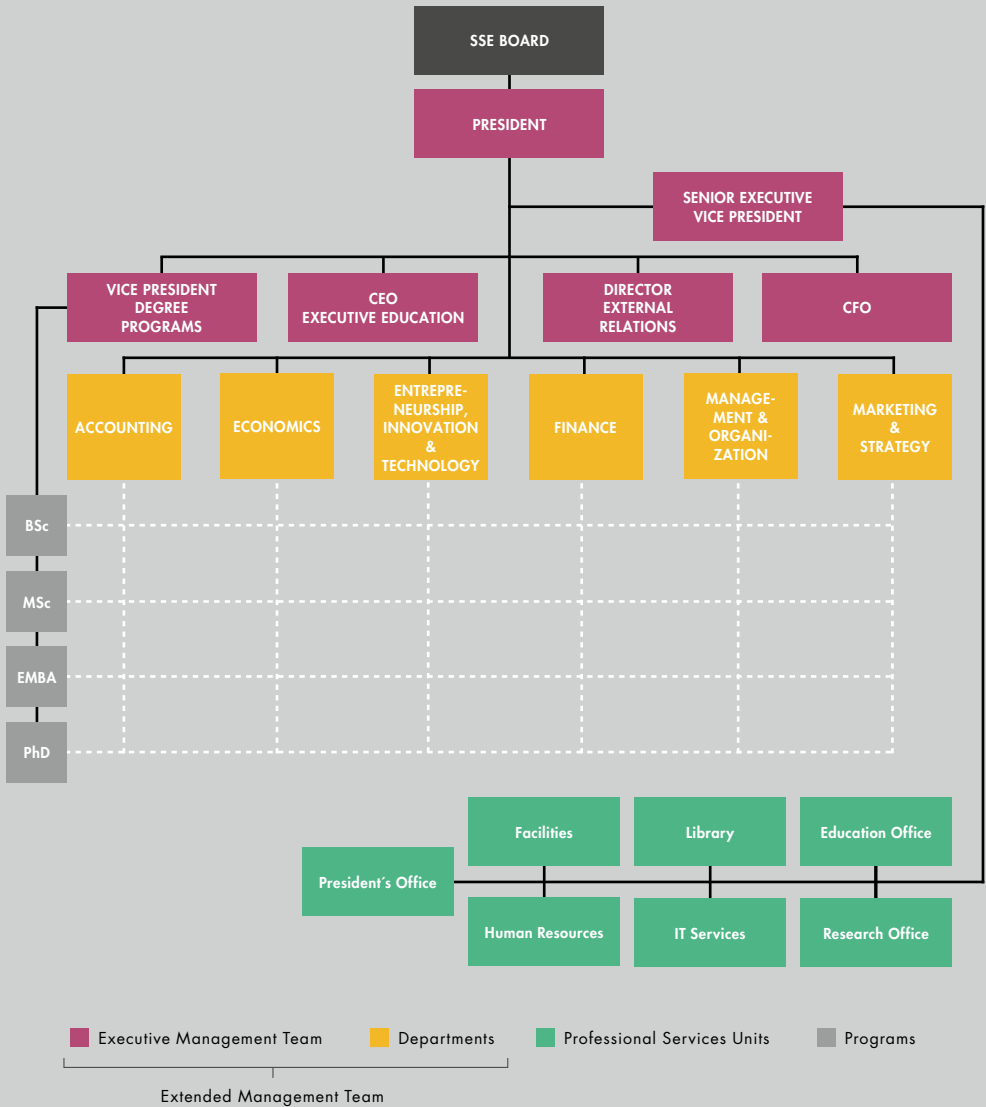 SSE BOARD
PRESIDENT
SENIOR EXECUTIVE
VICE PRESIDENT
VICE PRESIDENT
DEGREE
PROGRAMS
CEO
EXECUTIVE EDUCATION
DIRECTOR
EXTERNAL
RELATIONS
CFO
ACCOUNTING
ECONOMICS
ENTREPRE-
NEURSHIP,
INNOVATION
&
TECHNOLOGY
FINANCE
MANAGE-
MENT &
ORGANI-
ZATION
MARKETING
&
STRATEGY
BSc
MSc
EMBA
PhD
Facilities
Library
Education Office
President´s Office
Human Resources
IT Services
Research Office
Executive Management Team
Departments
Professional Services Units
Programs
Extended Management Team